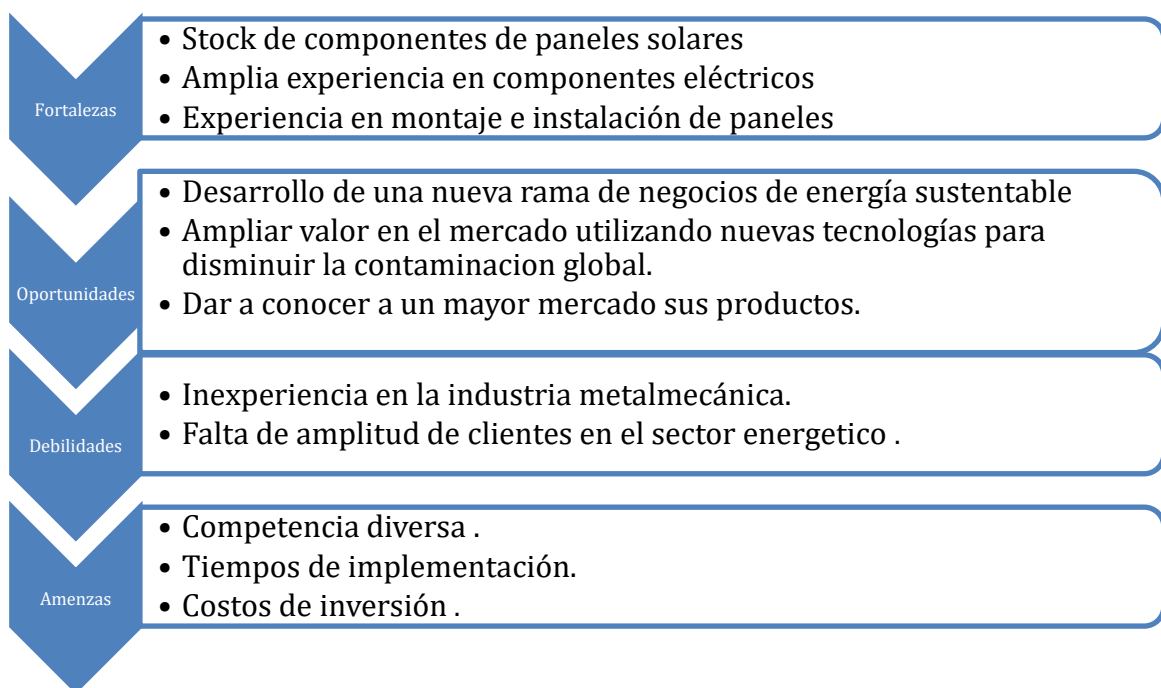 Fortalezas
• Stock de componentes de paneles solares
• Amplia experiencia en componentes eléctricos
• Experiencia en montaje e instalación de paneles
Oportunidades
• Desarrollo de una nueva rama de negocios de energía sustentable
• Ampliar valor en el mercado utilizando nuevas tecnologías para
disminuir la contaminacion global.
• Dar a conocer a un mayor mercado sus productos.
Debilidades
• Inexperiencia en la industria metalmecánica.
• Falta de amplitud de clientes en el sector energetico .
Amenzas
• Competencia diversa .
• Tiempos de implementación.
• Costos de inversión .